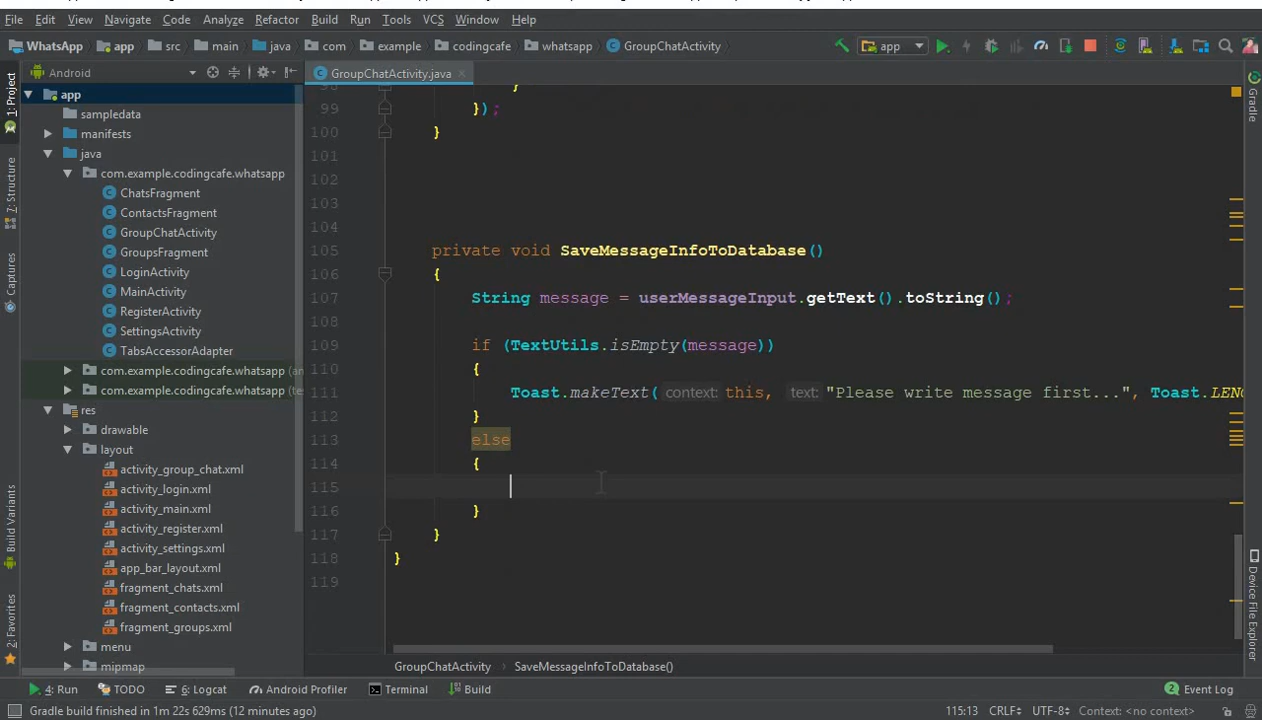 File Edit View Navigate Code Analyze Refactor Build Run Tools VCS Window Help
WhatsApp app src main java com example codingcafe whatsapp GroupChatActivity app
Android GroupChatActivity.java
1: Project
Z: Structure
Captures
Build Variants
2: Favorites
app
sampledata
manifests
java
com.example.codingcafe.whatsapp
ChatsFragment
ContactsFragment
GroupChatActivity
GroupsFragment
LoginActivity
MainActivity
RegisterActivity
SettingsActivity
TabsAccessorAdapter
com.example.codingcafe.whatsapp (an
com.example.codingcafe.whatsapp (te
res
drawable
layout
activity_group_chat.xml
activity_login.xml
activity_main.xml
activity_register.xml
activity_settings.xml
app_bar_layout.xml
fragment_chats.xml
fragment_contacts.xml
fragment_groups.xml
menu
mipmap
98 }
99 });
100 }
101
102
103
104
105 private void SaveMessageInfoToDatabase()
106 {
107 String message = userMessageInput.getText().toString();
108
109 if (TextUtils.isEmpty(message))
110 {
111 Toast.makeText( context: this, text: "Please write message first...", Toast.LENG
112 }
113 else
114 {
115
116 }
117 }
118 }
119
Gradle
Device File Explorer
GroupChatActivity SaveMessageInfoToDatabase()
4: Run TODO 6: Logcat Android Profiler Terminal Build 2 Event Log
Gradle build finished in 1m 22s 629ms (12 minutes ago) 115:13 CRLF UTF-8 Context: <no context>